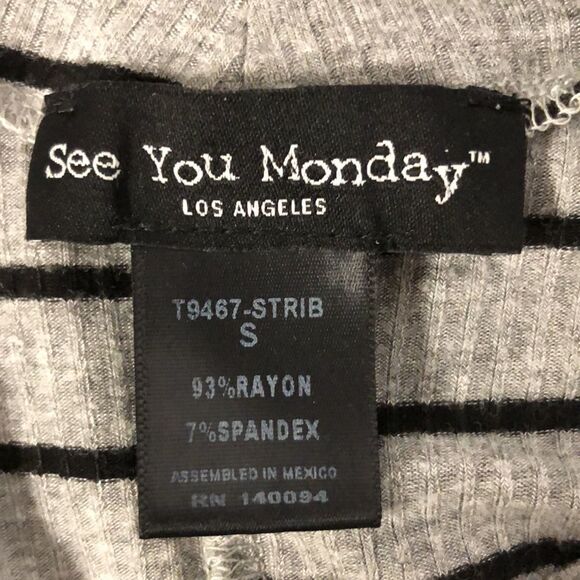 See You Monday™
LOS ANGELES
T9467-STRIB
S
93%RAYON
7%SPANDEX
ASSEMBLED IN MEXICO
RN 140094